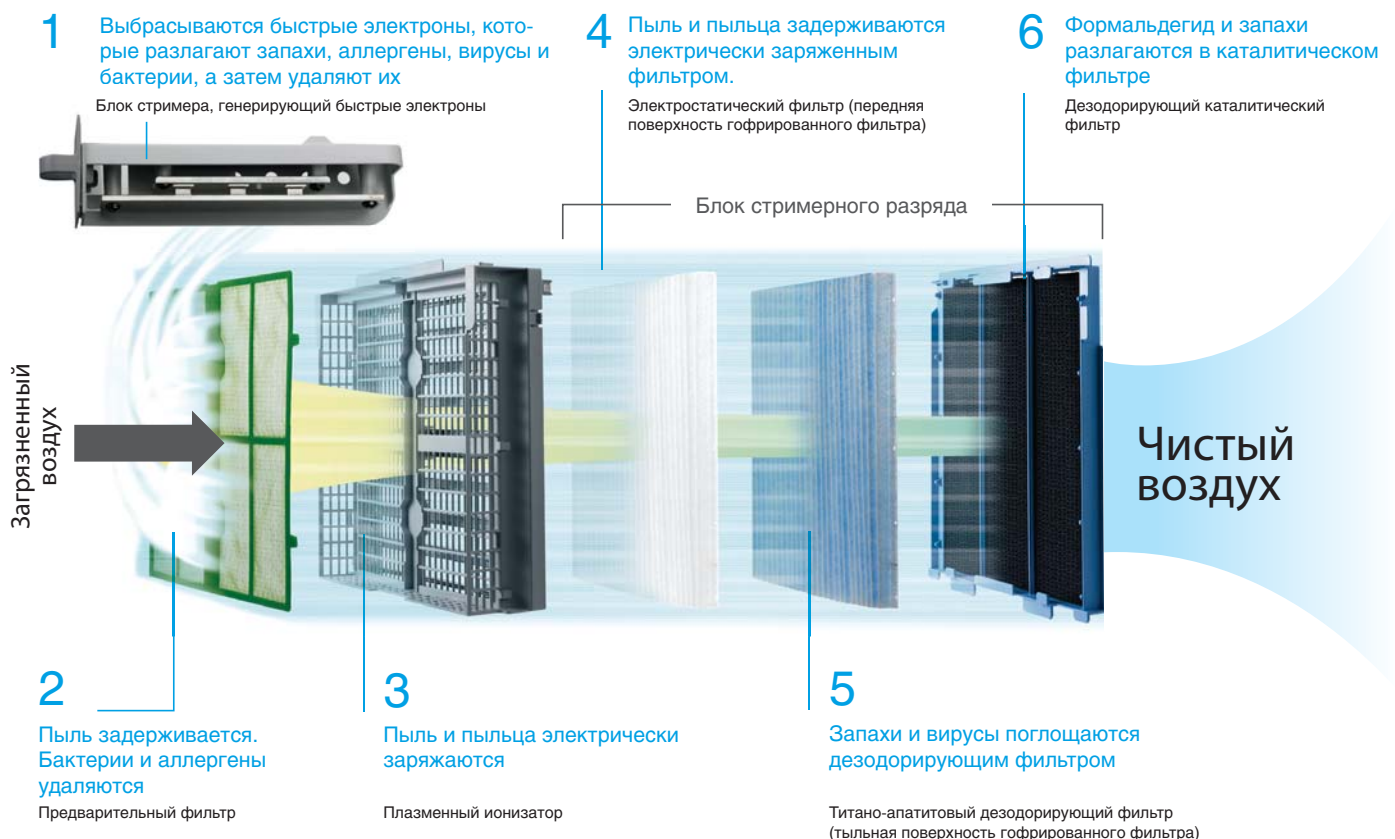 1
Выбрасываются быстрые электроны, кото-
рые разлагают запахи, аллергены, вирусы и
бактерии, а затем удаляют их
Блок стримера, генерирующий быстрые электроны
4
Пыль и пыльца задерживаются
электрически заряженным
фильтром.
Электростатический фильтр (передняя
поверхность гофрированного фильтра)
6
Формальдегид и запахи
разлагаются в каталитическом
фильтре
Дезодорирующий каталитический
фильтр
Блок стримерного разряда
Загрязненный
воздух
Чистый
воздух
2
Пыль задерживается.
Бактерии и аллергены
удаляются
Предварительный фильтр
3
Пыль и пыльца электрически
заряжаются
Плазменный ионизатор
5
Запахи и вирусы поглощаются
дезодорирующим фильтром
Титано-апатитовый дезодорирующий фильтр
(тыльная поверхность гофрированного фильтра)